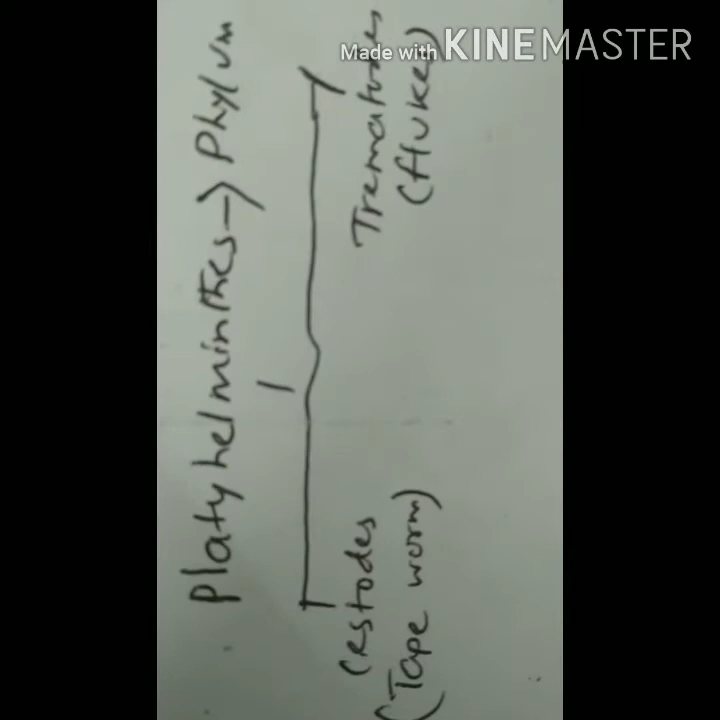 Made with KINEMASTER
Platyhelminthes → Phylum
Cestodes
(Tape worm)
Trematodes
(fluke)